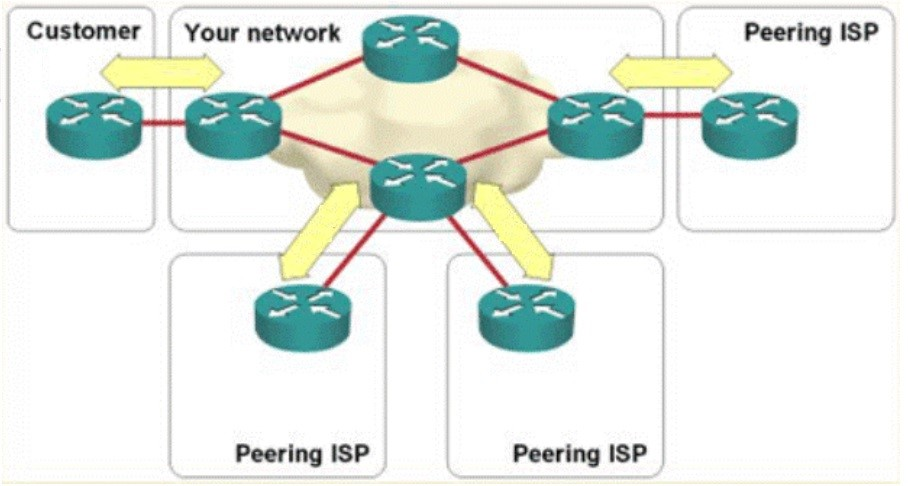 Customer
Your network
Peering ISP
Peering ISP
Peering ISP